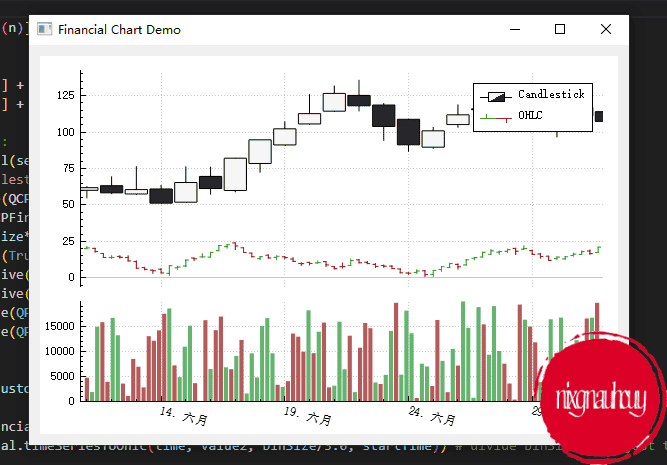 (n)]
Financial Chart Demo
] +
] +
:
l(se
lest
(QCP
PFin
ize*
(Tru
ive(
ive(
e(QP
e(QP
usto
ncia
125
100
75
50
25
0
Candlestick
OHLC
15000
10000
5000
0
14. 六月
19. 六月
24. 六月
29
al.timeSeriesToOhlc(time, value2, binSize/3.0, startTime)) # divide binSize
nixgnauhcuy